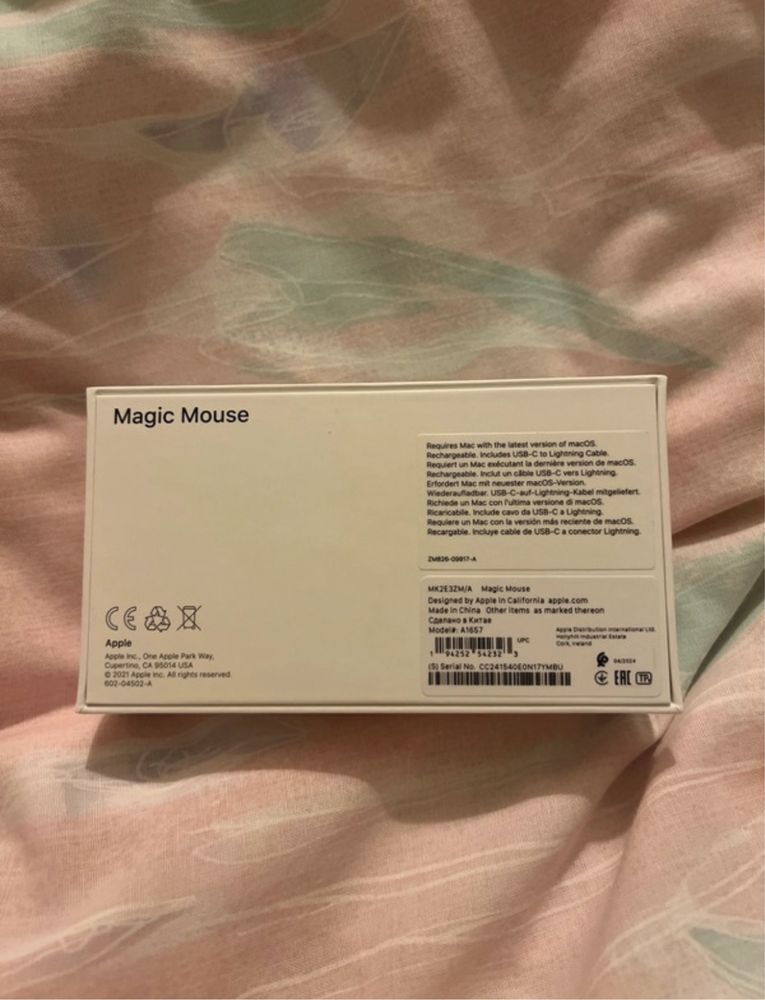 Magic Mouse
Requires Mac with the latest version of macOS.
Rechargeable. Includes USB-C to Lightning Cable.
Requiert un Mac exécutant la dernière version de macOS.
Rechargeable. Inclut un câble USB-C vers Lightning.
Erfordert Mac mit neuester macOS-Version.
Wiederaufladbar. USB-C-auf-Lightning-Kabel mitgeliefert.
Richiede un Mac con l'ultima versione di macOS.
Ricaricabile. Include cavo da USB-C a Lightning.
Requiere un Mac con la versión más reciente de macOS.
Recargable. Incluye cable de USB-C a conector Lightning.
ZM826-09917-A
MK2E3ZM/A Magic Mouse
Designed by Apple in California apple.com
Made in China Other items as marked thereon
Сделано в Китае
Model#: A1657
UPC
1 94252 54232 3
(S) Serial No. CC241540E0N17YMBU
Apple Distribution International Ltd.
Hollyhill Industrial Estate
Cork, Ireland
04/2024
EAC TP
CE
Apple
Apple Inc., One Apple Park Way,
Cupertino, CA 95014 USA
© 2021 Apple Inc. All rights reserved.
602-04502-A